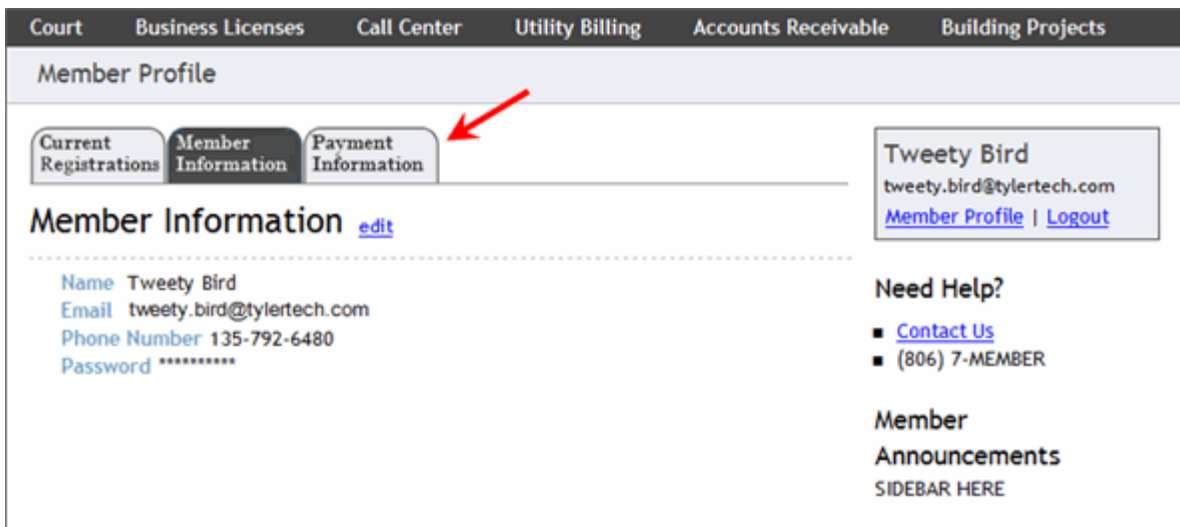 Court Business Licenses Call Center Utility Billing Accounts Receivable Building Projects
Member Profile
Current Registrations
Member Information
Payment Information
Member Information edit
Name Tweety Bird
Email tweety.bird@tylertech.com
Phone Number 135-792-6480
Password **********
Tweety Bird
tweety.bird@tylertech.com
Member Profile | Logout
Need Help?
■ Contact Us
■ (806) 7-MEMBER
Member
Announcements
SIDEBAR HERE